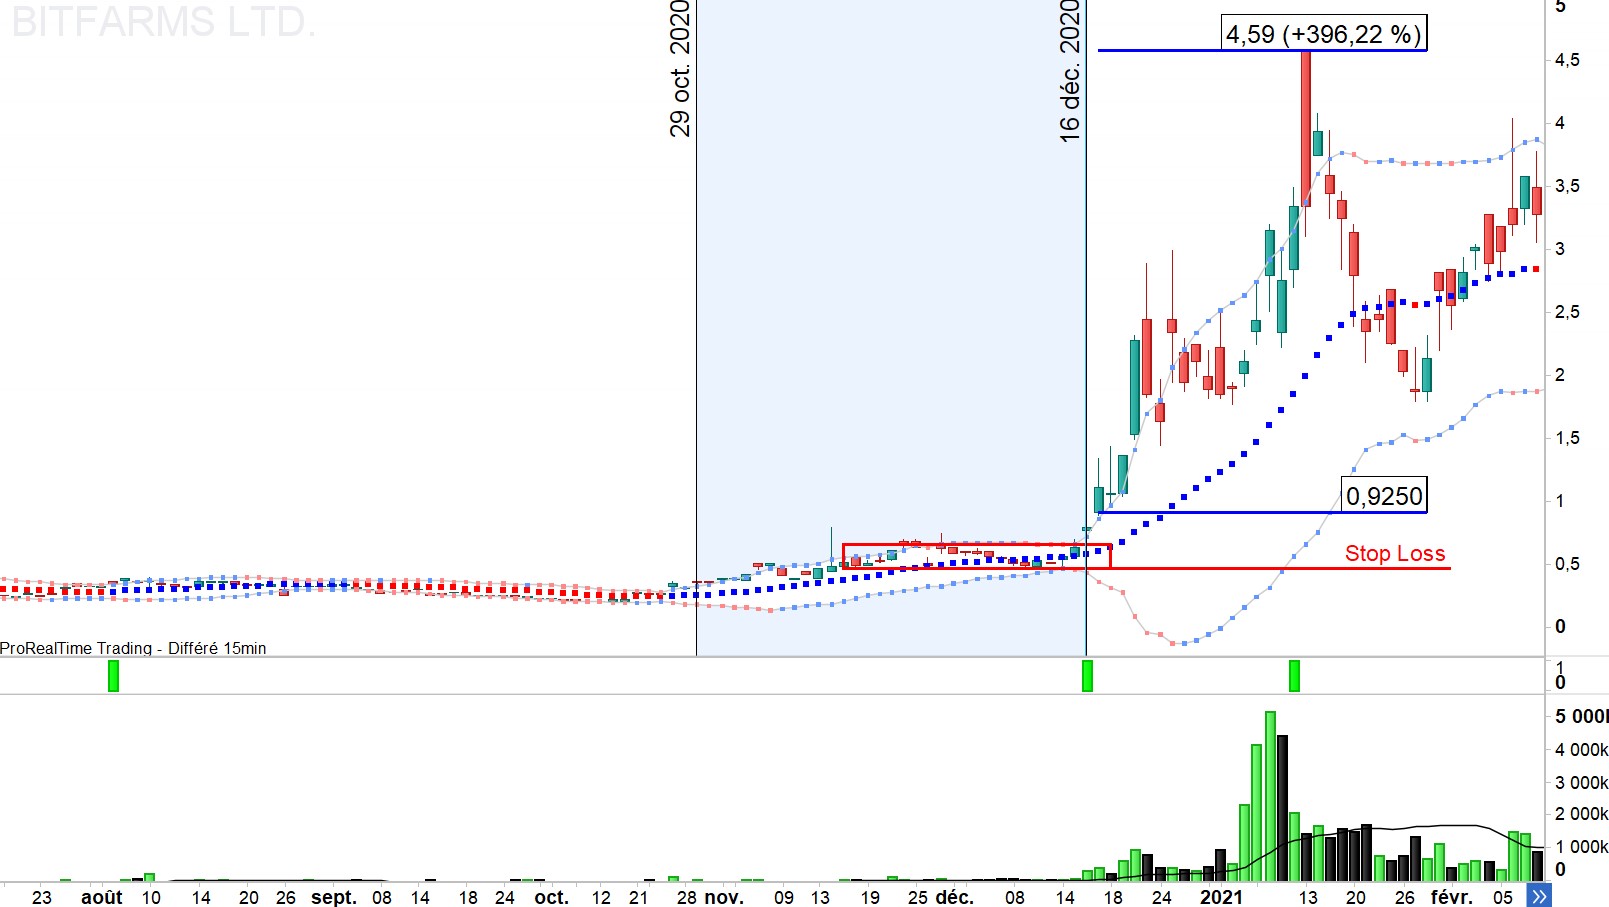 BITFARMS LTD.
29 oct. 2020
16 déc. 2020
4,59 (+396,22 %)
0,9250
Stop Loss
5
4,5
4
3,5
3
2,5
2
1,5
1
0,5
0
ProRealTime Trading - Différé 15min
1
0
5 000
4 000k
3 000k
2 000k
1 000k
0
23 août 10 14 20 26 sept. 08 14 18 24 oct. 12 21 28 nov. 09 13 19 25 déc. 08 14 18 24 2021 13 20 26 févr. 05